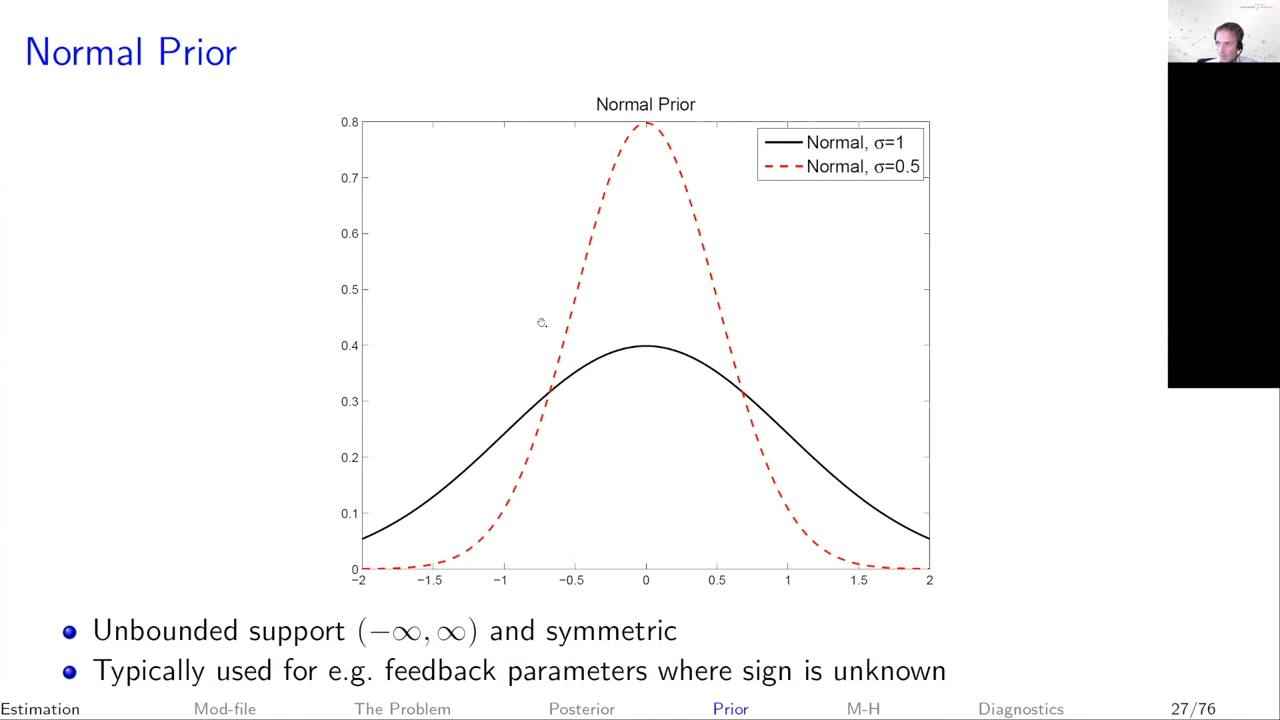 Normal Prior
Normal Prior
Normal, σ=1
Normal, σ=0.5
0.8
0.7
0.6
0.5
0.4
0.3
0.2
0.1
0
−2 −1.5 −1 −0.5 0 0.5 1 1.5 2
Unbounded support (−∞, ∞) and symmetric
Typically used for e.g. feedback parameters where sign is unknown
Estimation Mod-file The Problem Posterior Prior M-H Diagnostics 27/76